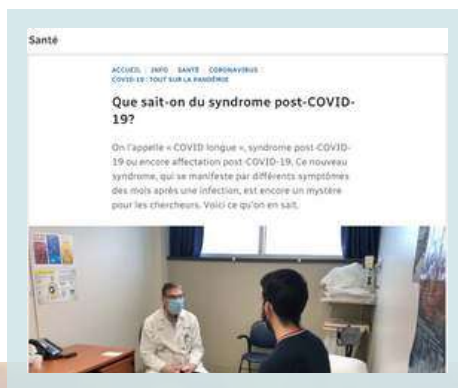 Santé
ACCUEIL | INFO | SANTÉ | CORONAVIRUS |
COVID-19 : TOUT SUR LA PANDÉMIE
Que sait-on du syndrome post-COVID-
19?
On l'appelle « COVID longue », syndrome post-COVID-
19 ou encore affectation post-COVID-19. Ce nouveau
syndrome, qui se manifeste par différents symptômes
des mois après une infection, est encore un mystère
pour les chercheurs. Voici ce qu'on en sait.